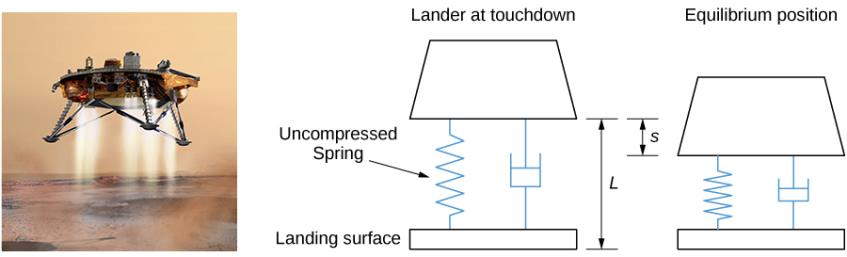 Lander at touchdown
Equilibrium position
Uncompressed
Spring
s
L
Landing surface